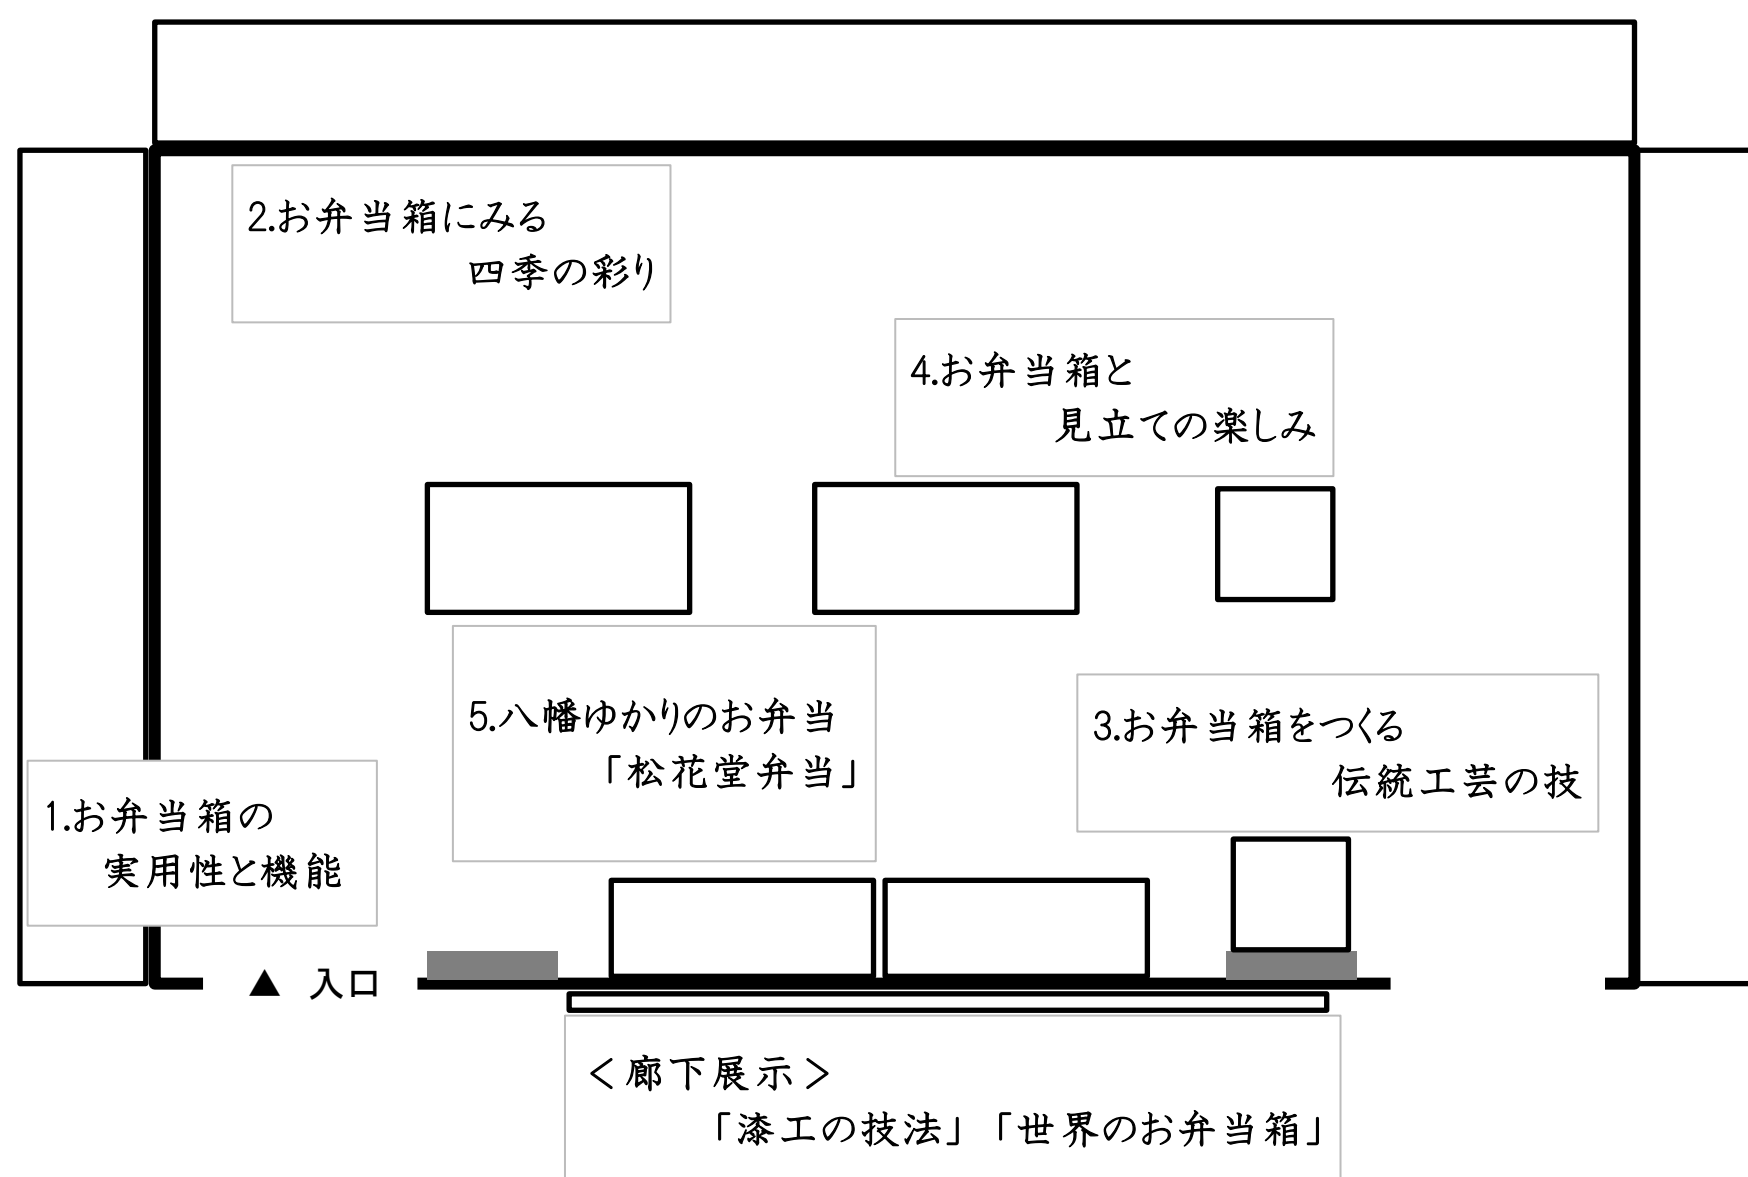 2.お弁当箱にみる
四季の彩り
4.お弁当箱と
見立ての楽しみ
5.八幡ゆかりのお弁当
「松花堂弁当」
3.お弁当箱をつくる
伝統工芸の技
1.お弁当箱の
実用性と機能
▲ 入口
＜廊下展示＞
「漆工の技法」「世界のお弁当箱」